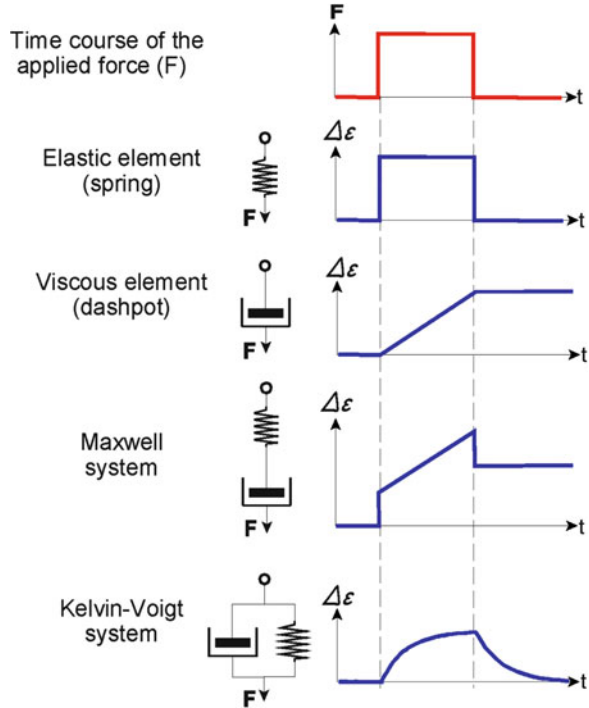 Time course of the
applied force (F)
F
t
Elastic element
(spring)
F
Δε
t
Viscous element
(dashpot)
F
Δε
t
Maxwell
system
F
Δε
t
Kelvin-Voigt
system
F
Δε
t